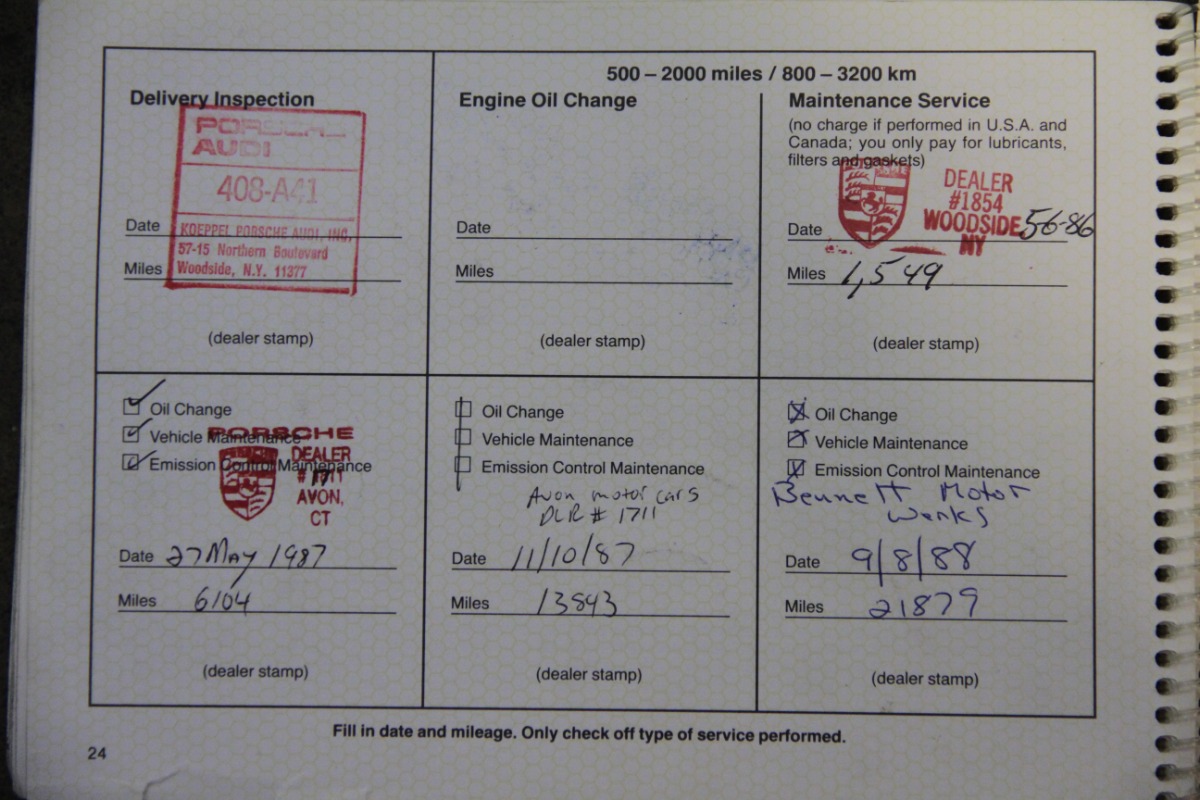 500 – 2000 miles / 800 – 3200 km
Delivery Inspection
PORSCHE
AUDI
408-A41
KOEPPEL PORSCHE AUDI, INC.
57-15 Northern Boulevard
Woodside, N.Y. 11377
Date
Miles
(dealer stamp)
Engine Oil Change
Date
Miles
(dealer stamp)
Maintenance Service
(no charge if performed in U.S.A. and
Canada; you only pay for lubricants,
filters and gaskets)
DEALER
#1854
WOODSIDE
NY
Date 5-6-86
Miles 1,549
(dealer stamp)
Oil Change
Vehicle Maintenance
Emission Control Maintenance
PORSCHE
DEALER
# 1711
AVON,
CT
Date 27 May 1987
Miles 6104
(dealer stamp)
Oil Change
Vehicle Maintenance
Emission Control Maintenance
Avon motor cars
DLR # 1711
Date 11/10/87
Miles 13843
(dealer stamp)
Oil Change
Vehicle Maintenance
Emission Control Maintenance
Bennett Motor
Werks
Date 9/8/88
Miles 21879
(dealer stamp)
Fill in date and mileage. Only check off type of service performed.
24